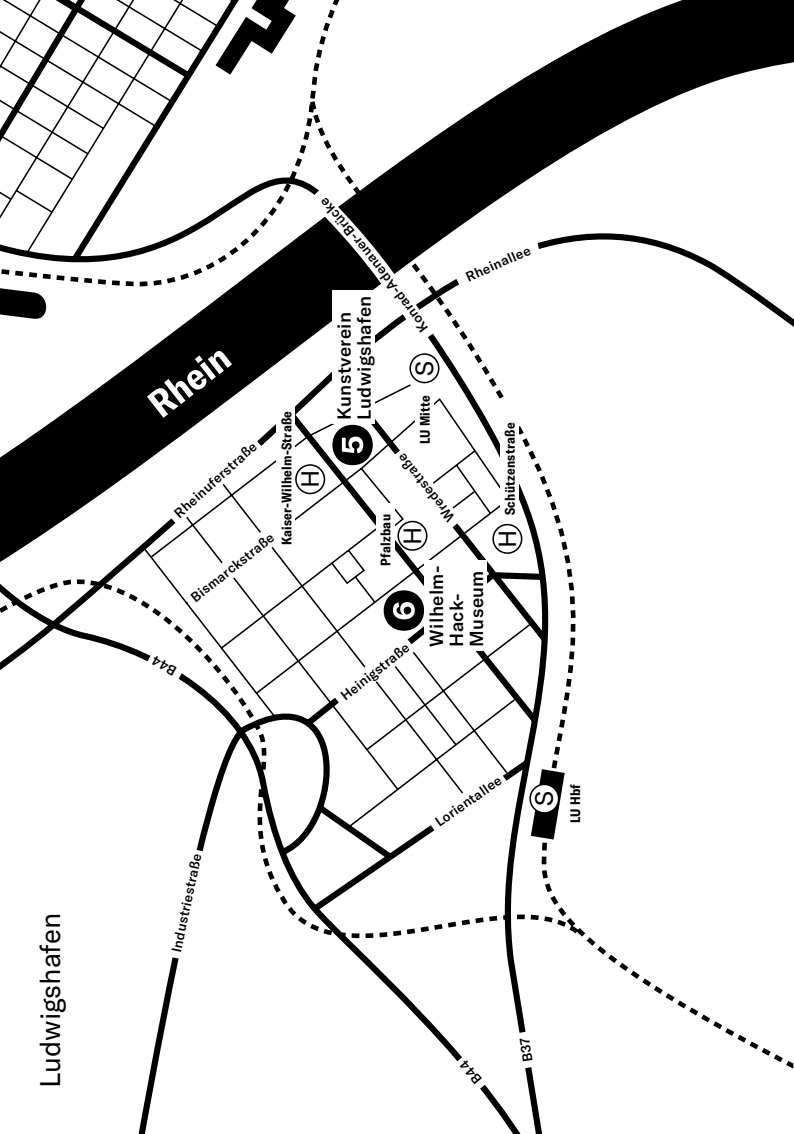 Ludwigshafen
Rhein
Konrad-Adenauer-Brücke
Rheinallee
Kunstverein
Ludwigshafen
5
S
LU Mitte
Kaiser-Wilhelm-Straße
H
Rheinuferstraße
Bismarckstraße
Pfalzbau
H
Wredestraße
Schützenstraße
H
6
Wilhelm-
Hack-
Museum
Heinigstraße
B44
Industriestraße
Lorientallee
S
LU Hbf
B44
B37